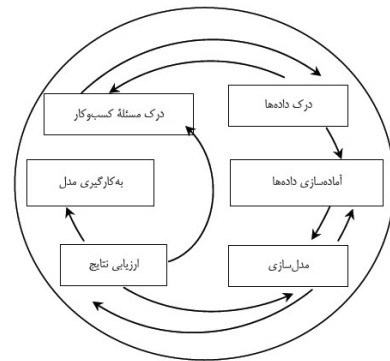 درک مسئلهٔ کسب‌وکار
درک داده‌ها
آماده‌سازی داده‌ها
به‌کارگیری مدل
مدل‌سازی
ارزیابی نتایج